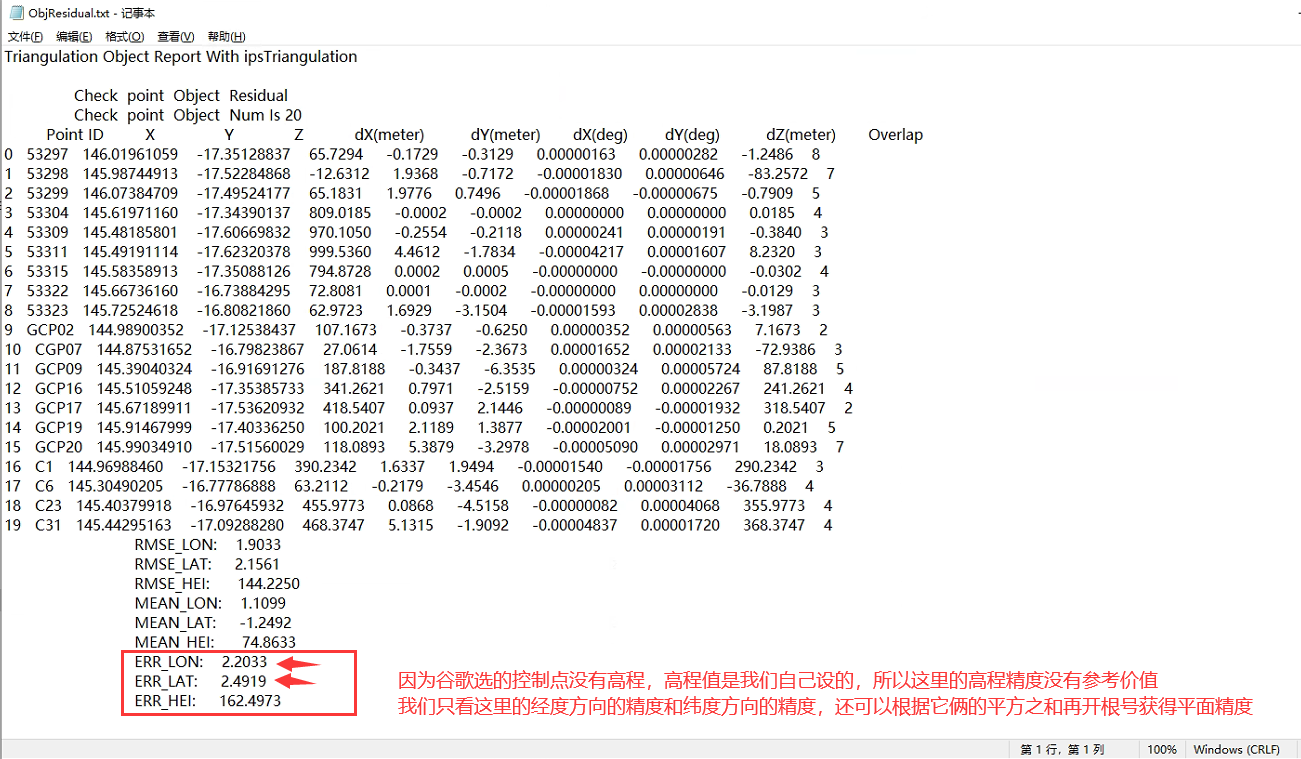 ObjResidual.txt - 记事本
文件(F) 编辑(E) 格式(O) 查看(V) 帮助(H)
Triangulation Object Report With ipsTriangulation
Check point Object Residual
Check point Object Num Is 20
Point ID X Y Z dX(meter) dY(meter) dX(deg) dY(deg) dZ(meter) Overlap
0 53297 146.01961059 -17.35128837 65.7294 -0.1729 -0.3129 0.00000163 0.00000282 -1.2486 8
1 53298 145.98744913 -17.52284868 -12.6312 1.9368 -0.7172 -0.00001830 0.00000646 -83.2572 7
2 53299 146.07384709 -17.49524177 65.1831 1.9776 0.7496 -0.00001868 -0.00000675 -0.7909 5
3 53304 145.61971160 -17.34390137 809.0185 -0.0002 -0.0002 0.00000000 0.00000000 0.0185 4
4 53309 145.48185801 -17.60669832 970.1050 -0.2554 -0.2118 0.00000241 0.00000191 -0.3840 3
5 53311 145.49191114 -17.62320378 999.5360 4.4612 -1.7834 -0.00004217 0.00001607 8.2320 3
6 53315 145.58358913 -17.35088126 794.8728 0.0002 0.0005 -0.00000000 -0.00000000 -0.0302 4
7 53322 145.66736160 -16.73884295 72.8081 0.0001 -0.0002 -0.00000000 0.00000000 -0.0129 3
8 53323 145.72524618 -16.80821860 62.9723 1.6929 -3.1504 -0.00001593 0.00002838 -3.1987 3
9 GCP02 144.98900352 -17.12538437 107.1673 -0.3737 -0.6250 0.00000352 0.00000563 7.1673 2
10 CGP07 144.87531652 -16.79823867 27.0614 -1.7559 -2.3673 0.00001652 0.00002133 -72.9386 3
11 GCP09 145.39040324 -16.91691276 187.8188 -0.3437 -6.3535 0.00000324 0.00005724 87.8188 5
12 GCP16 145.51059248 -17.35385733 341.2621 0.7971 -2.5159 -0.00000752 0.00002267 241.2621 4
13 GCP17 145.67189911 -17.53620932 418.5407 0.0937 2.1446 -0.00000089 -0.00001932 318.5407 2
14 GCP19 145.91467999 -17.40336250 100.2021 2.1189 1.3877 -0.00002001 -0.00001250 0.2021 5
15 GCP20 145.99034910 -17.51560029 118.0893 5.3879 -3.2978 -0.00005090 0.00002971 18.0893 7
16 C1 144.96988460 -17.15321756 390.2342 1.6337 1.9494 -0.00001540 -0.00001756 290.2342 3
17 C6 145.30490205 -16.77786888 63.2112 -0.2179 -3.4546 0.00000205 0.00003112 -36.7888 4
18 C23 145.40379918 -16.97645932 455.9773 0.0868 -4.5158 -0.00000082 0.00004068 355.9773 4
19 C31 145.44295163 -17.09288280 468.3747 5.1315 -1.9092 -0.00004837 0.00001720 368.3747 4
RMSE_LON: 1.9033
RMSE_LAT: 2.1561
RMSE_HEI: 144.2250
MEAN_LON: 1.1099
MEAN_LAT: -1.2492
MEAN_HEI: 74.8633
ERR_LON: 2.2033
ERR_LAT: 2.4919
ERR_HEI: 162.4973
因为谷歌选的控制点没有高程，高程值是我们自己设的，所以这里的高程精度没有参考价值
我们只看这里的经度方向的精度和纬度方向的精度，还可以根据它俩的平方之和再开根号获得平面精度
第 1 行，第 1 列 100% Windows (CRLF)